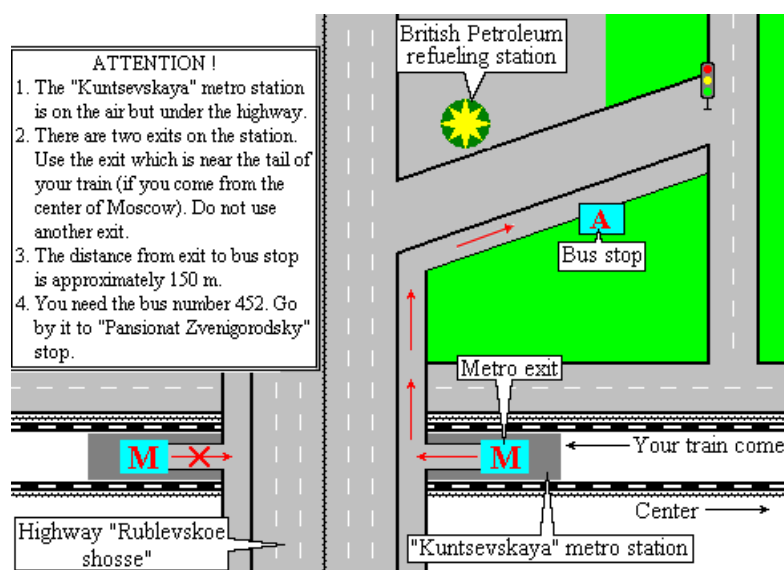 ATTENTION !
1. The "Kuntsevskaya" metro station
is on the air but under the highway.
2. There are two exits on the station.
Use the exit which is near the tail of
your train (if you come from the
center of Moscow). Do not use
another exit.
3. The distance from exit to bus stop
is approximately 150 m.
4. You need the bus number 452. Go
by it to "Pansionat Zvenigorodsky"
stop.
British Petroleum
refueling station
A
Bus stop
Metro exit
M
M
Your train come
Center
Highway "Rublevskoe
shosse"
"Kuntsevskaya" metro station